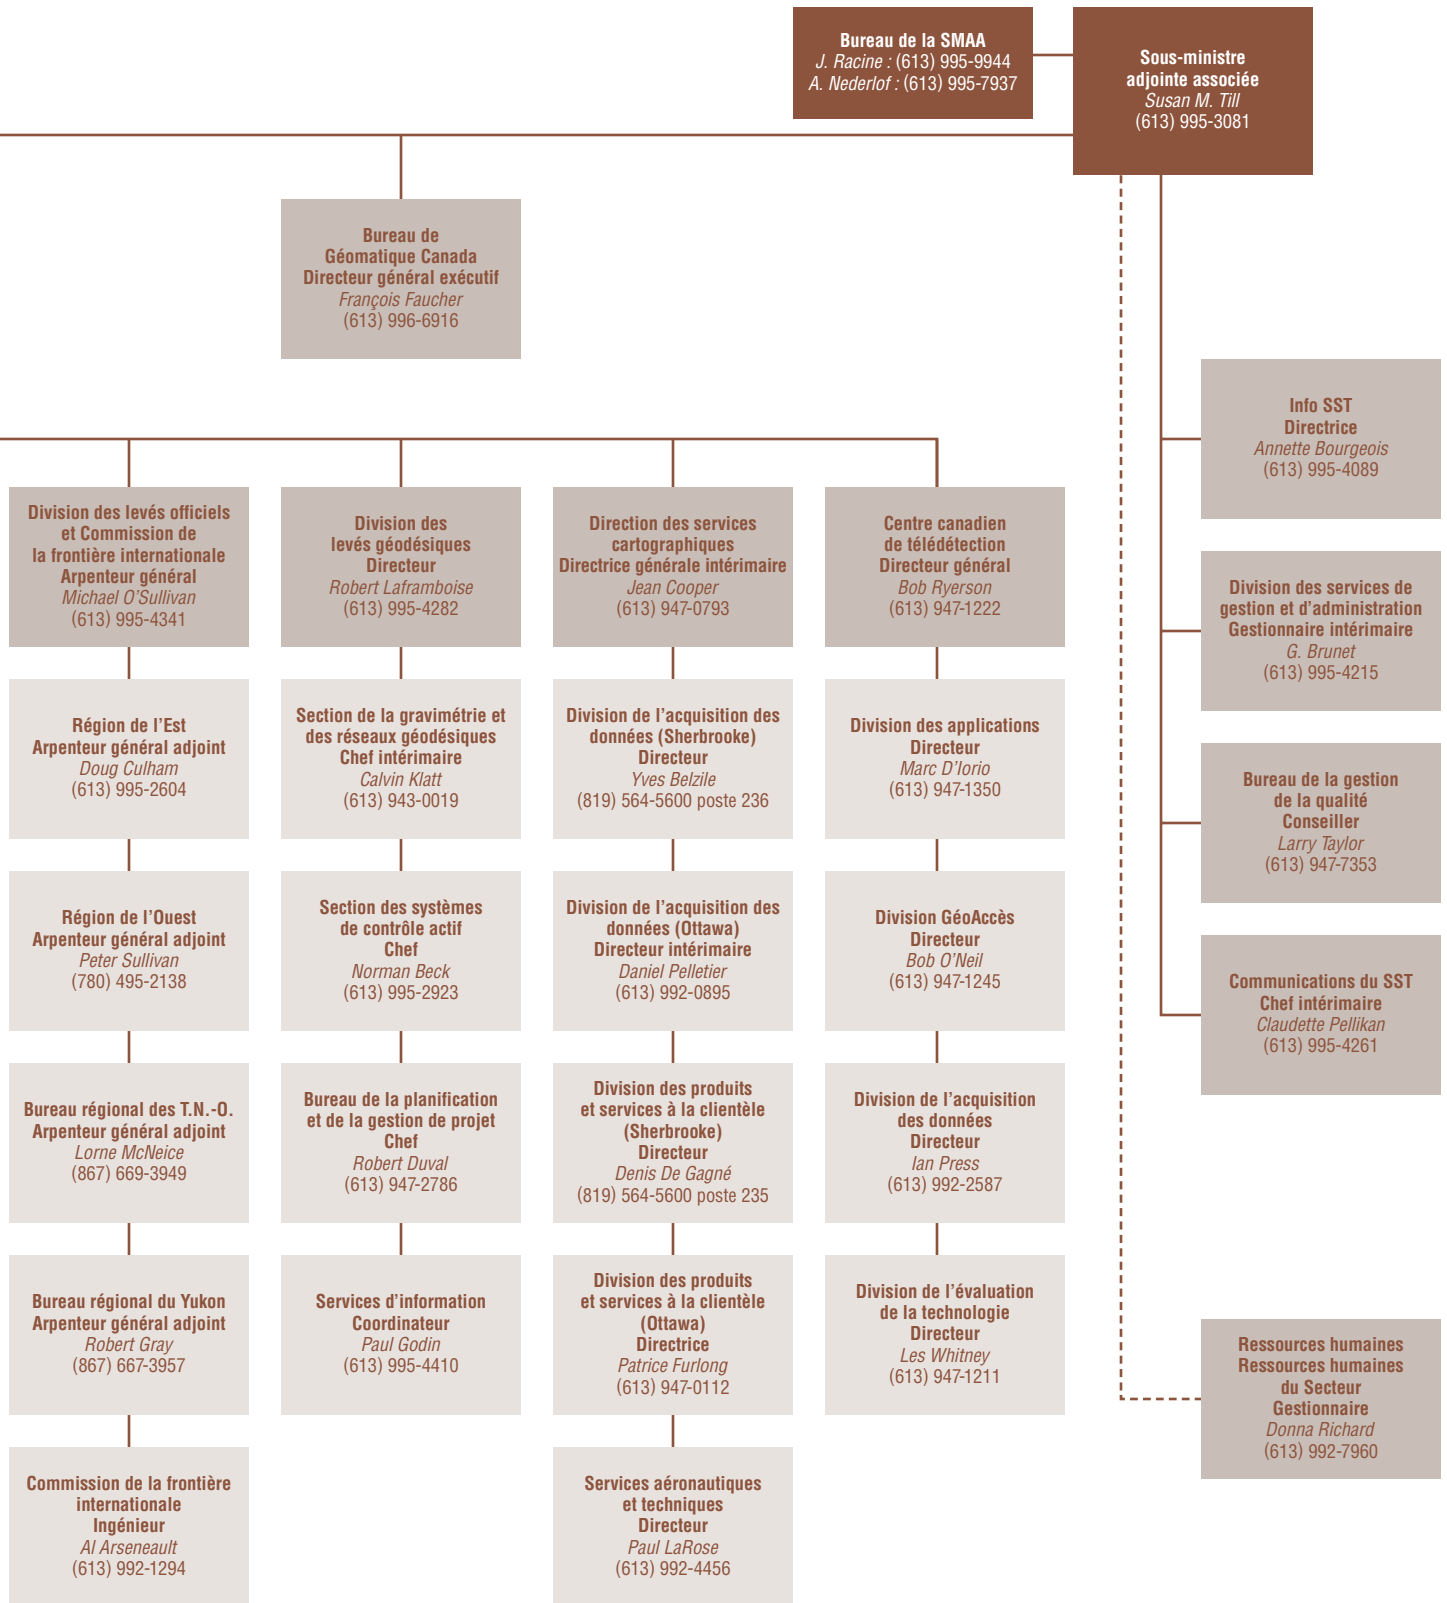 Bureau de la SMAA
J. Racine : (613) 995-9944
A. Nederlof : (613) 995-7937
Sous-ministre
adjointe associée
Susan M. Till
(613) 995-3081
Bureau de
Géomatique Canada
Directeur général exécutif
François Faucher
(613) 996-6916
Info SST
Directrice
Annette Bourgeois
(613) 995-4089
Division des services de
gestion et d'administration
Gestionnaire intérimaire
G. Brunet
(613) 995-4215
Bureau de la gestion
de la qualité
Conseiller
Larry Taylor
(613) 947-7353
Communications du SST
Chef intérimaire
Claudette Pellikan
(613) 995-4261
Ressources humaines
Ressources humaines
du Secteur
Gestionnaire
Donna Richard
(613) 992-7960
Division des levés officiels
et Commission de
la frontière internationale
Arpenteur général
Michael O'Sullivan
(613) 995-4341
Région de l'Est
Arpenteur général adjoint
Doug Culham
(613) 995-2604
Région de l'Ouest
Arpenteur général adjoint
Peter Sullivan
(780) 495-2138
Bureau régional des T.N.-O.
Arpenteur général adjoint
Lorne McNeice
(867) 669-3949
Bureau régional du Yukon
Arpenteur général adjoint
Robert Gray
(867) 667-3957
Commission de la frontière
internationale
Ingénieur
Al Arseneault
(613) 992-1294
Division des
levés géodésiques
Directeur
Robert Laframboise
(613) 995-4282
Section de la gravimétrie et
des réseaux géodésiques
Chef intérimaire
Calvin Klatt
(613) 943-0019
Section des systèmes
de contrôle actif
Chef
Norman Beck
(613) 995-2923
Bureau de la planification
et de la gestion de projet
Chef
Robert Duval
(613) 947-2786
Services d'information
Coordinateur
Paul Godin
(613) 995-4410
Direction des services
cartographiques
Directrice générale intérimaire
Jean Cooper
(613) 947-0793
Division de l'acquisition des
données (Sherbrooke)
Directeur
Yves Belzile
(819) 564-5600 poste 236
Division de l'acquisition des
données (Ottawa)
Directeur intérimaire
Daniel Pelletier
(613) 992-0895
Division des produits
et services à la clientèle
(Sherbrooke)
Directeur
Denis De Gagné
(819) 564-5600 poste 235
Division des produits
et services à la clientèle
(Ottawa)
Directrice
Patrice Furlong
(613) 947-0112
Services aéronautiques
et techniques
Directeur
Paul LaRose
(613) 992-4456
Centre canadien
de télédétection
Directeur général
Bob Ryerson
(613) 947-1222
Division des applications
Directeur
Marc D'Iorio
(613) 947-1350
Division GéoAccès
Directeur
Bob O'Neil
(613) 947-1245
Division de l'acquisition
des données
Directeur
Ian Press
(613) 992-2587
Division de l'évaluation
de la technologie
Directeur
Les Whitney
(613) 947-1211